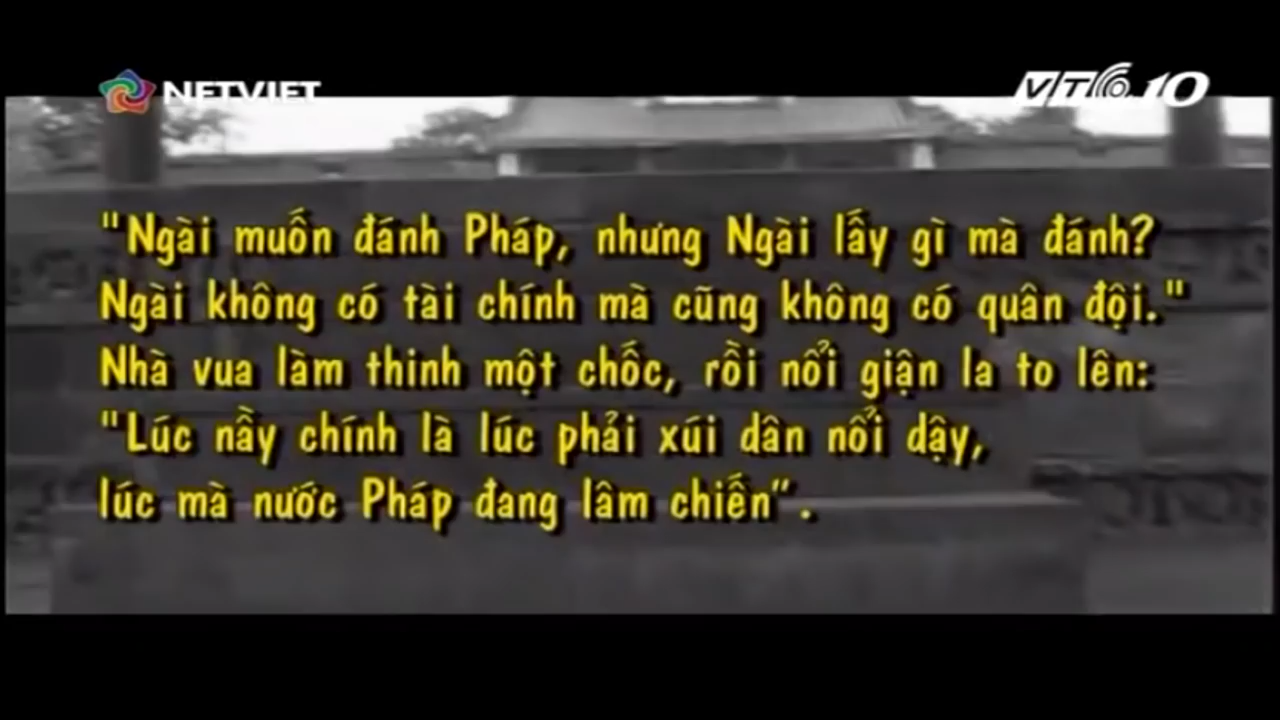 NETVIET
VTC10
"Ngài muốn đánh Pháp, nhưng Ngài lấy gì mà đánh?
Ngài không có tài chính mà cũng không có quân đội."
Nhà vua làm thinh một chốc, rồi nổi giận la to lên:
"Lúc nầy chính là lúc phải xúi dân nổi dậy,
lúc mà nước Pháp đang lâm chiến”.